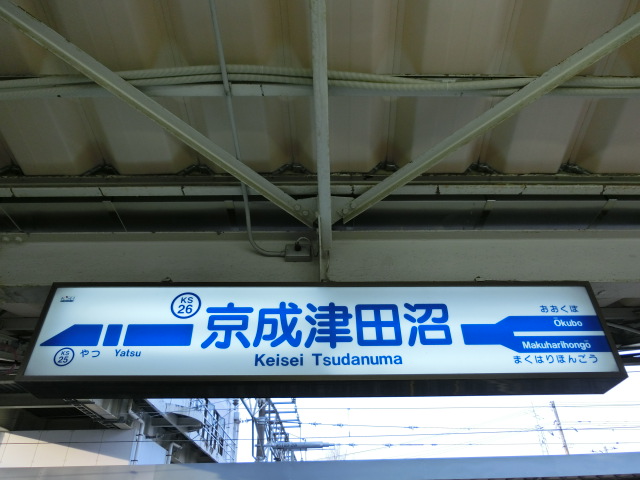 KS
26
京成津田沼
Keisei Tsudanuma
KS
25
やつ Yatsu
おおくぼ
Okubo
Makuharihongō
まくはりほんごう